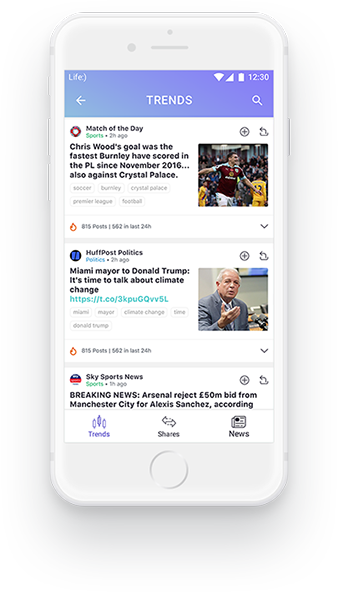 Life:)
12:30
TRENDS
Match of the Day
Sports • 2h ago
Chris Wood's goal was the
fastest Burnley have scored in
the PL since November 2016...
also against Crystal Palace.
soccer burnley crystal palace
premier league football
815 Posts | 562 in last 24h
HuffPost Politics
Politics • 2h ago
Miami mayor to Donald Trump:
It's time to talk about climate
change
https://t.co/3kpuGQvv5L
miami mayor climate change time
donald trump
815 Posts | 562 in last 24h
Sky Sports News
Sports • 1h ago
BREAKING NEWS: Arsenal reject £50m bid from
Manchester City for Alexis Sanchez, according
Trends Shares News